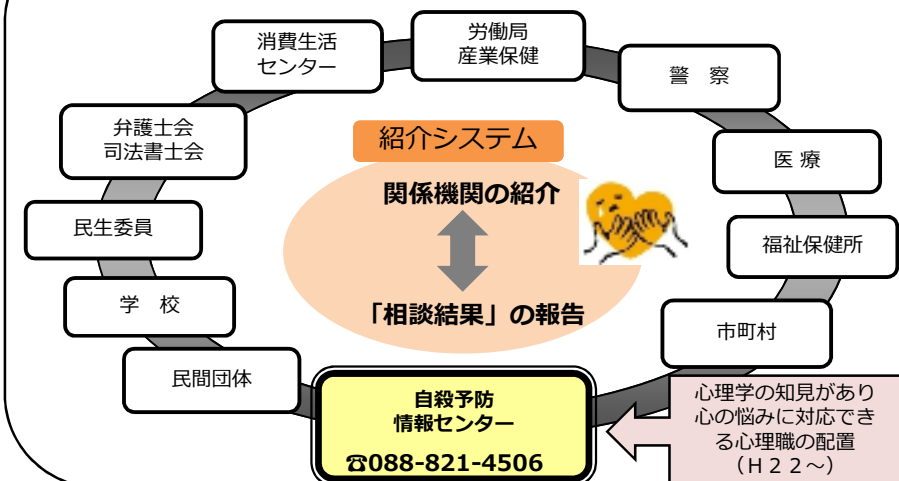 消費生活
センター
労働局
産業保健
警　察
弁護士会
司法書士会
紹介システム
医 療
関係機関の紹介
民生委員
福祉保健所
学　校
「相談結果」の報告
市町村
民間団体
自殺予防
情報センター
☎088-821-4506
心理学の知見があり
心の悩みに対応でき
る心理職の配置
（Ｈ２２～）